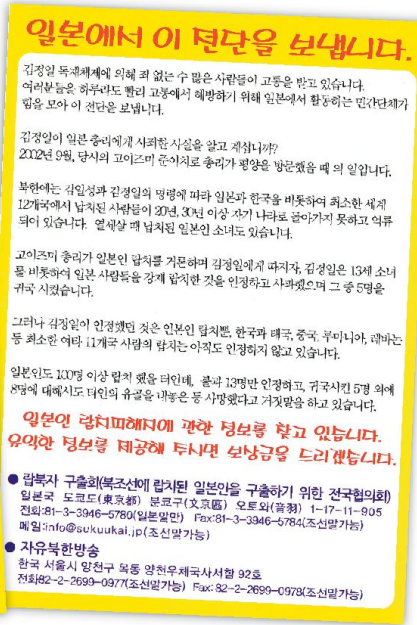 일본에서 이 뎐단을 보냅니다.
김정일 독재체제에 의해 죄 없는 수 많은 사람들이 고통을 받고 있습니다.
여러분들을 하루라도 빨리 고통에서 해방하기 위해 일본에서 활동하는 민간단체가
힘을 모아 이 전단을 보냅니다.
김정일이 일본 총리에게 사죄한 사실을 알고 계십니까?
2002년 9월, 당시의 고이즈미 준이치로 총리가 평양을 방문했을 때 의 일입니다.
북한에는 김일성과 김정일의 명령에 따라 일본과 한국을 비롯하여 최소한 세계
12개국에서 납치된 사람들이 20년, 30년 이상 자기 나라로 돌아가지 못하고 억류
되어 있습니다. 열세살 때 납치된 일본인 소녀도 있습니다.
고이즈미 총리가 일본인 납치를 거론하며 김정일에게 따지자, 김정일은 13세 소녀
를 비롯하여 일본 사람들을 강제 납치한 것을 인정하고 사과했으며 그 중 5명을
귀국 시켰습니다.
그러나 김정일이 인정했던 것은 일본인 납치뿐, 한국과 태국, 중국, 루마니아, 레바논
등 최소한 여타 11개국 사람의 납치는 아직도 인정하지 않고 있습니다.
일본인도 100명 이상 랍치 했을 터인데, 불과 13명만 인정하고, 귀국시킨 5명 외에
8명에 대해서도 타인의 유골을 내놓은 등 사망했다고 거짓말을 하고 있습니다.
일본인 랍치피해자에 관한 정보를 찾고 있습니다.
유익한 정보를 제공해 두시면 보상금을 드리겠습니다.
● 랍북자 구출회(북조선에 랍치된 일본인을 구출하기 위한 전국협의회)
일본국 도쿄도(東京都) 분쿄구(文京區) 오토와(音羽) 1-17-11-905
전화:81-3-3946-5780(일본말만) Fax:81-3-3946-5784(조선말가능)
메일:info@sukuukai.jp(조선말가능)
● 자유북한방송
한국 서울시 양천구 목동 양천우체국사서함 92호
전화82-2-2699-0977(조선말가능) Fax:82-2-2699-0978(조선말가능)